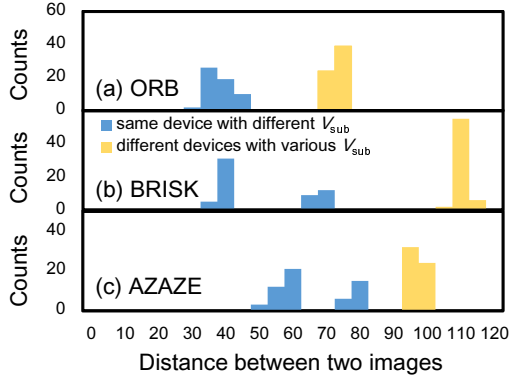 60
40
20
0
Counts
(a) ORB
same device with different Vsub
different devices with various Vsub
40
20
0
Counts
(b) BRISK
40
20
0
Counts
(c) AZAZE
0 10 20 30 40 50 60 70 80 90 100 110 120
Distance between two images